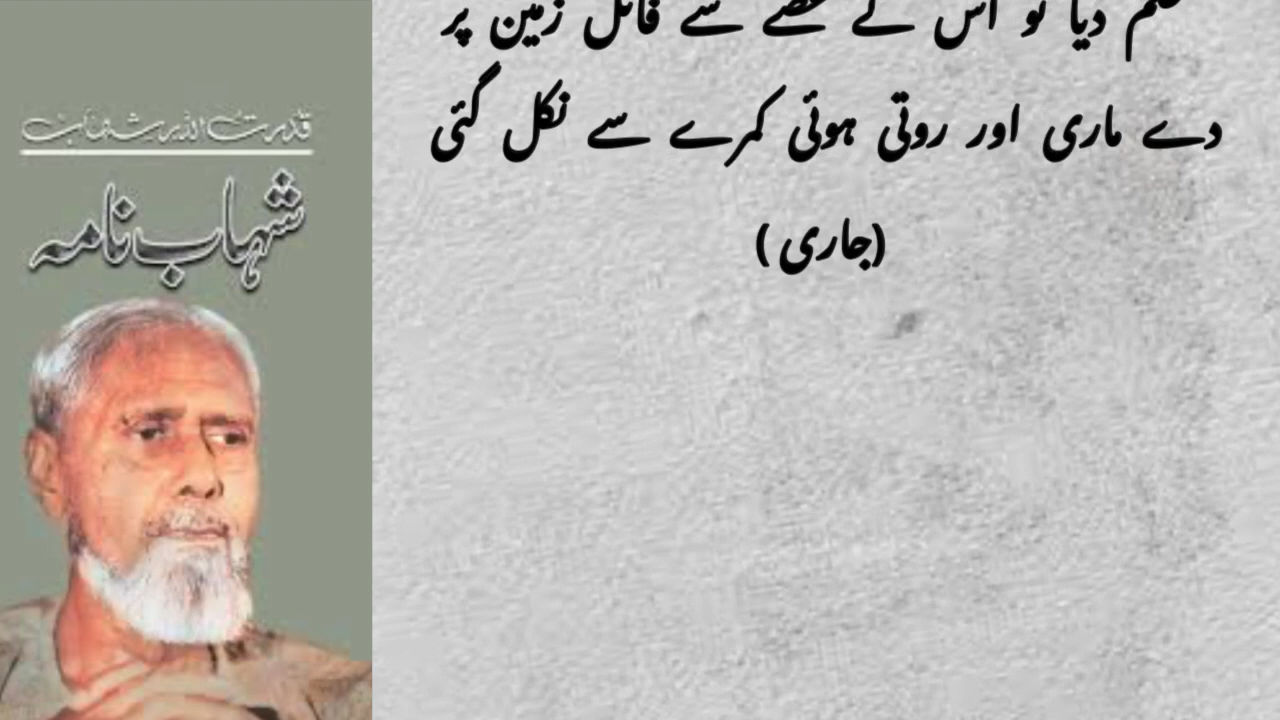 قدرت اللہ شہاب
شہاب نامہ
دیا تو اس نے غصے سے فائل زمین پر
دے ماری اور روتی ہوئی کمرے سے نکل گئی
(جاری)